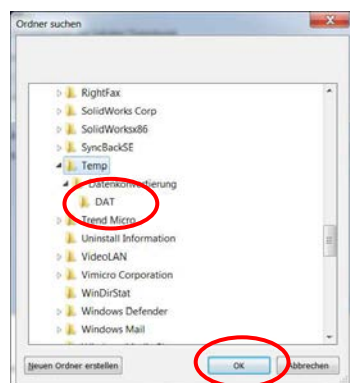 Ordner suchen
RightFax
SolidWorks Corp
SolidWorksx86
SyncBackSE
Temp
Datenkonvertierung
DAT
Trend Micro
Uninstall Information
VideoLAN
Vimicro Corporation
WinDirStat
Windows Defender
Windows Mail
Neuen Ordner erstellen
OK
Abbrechen